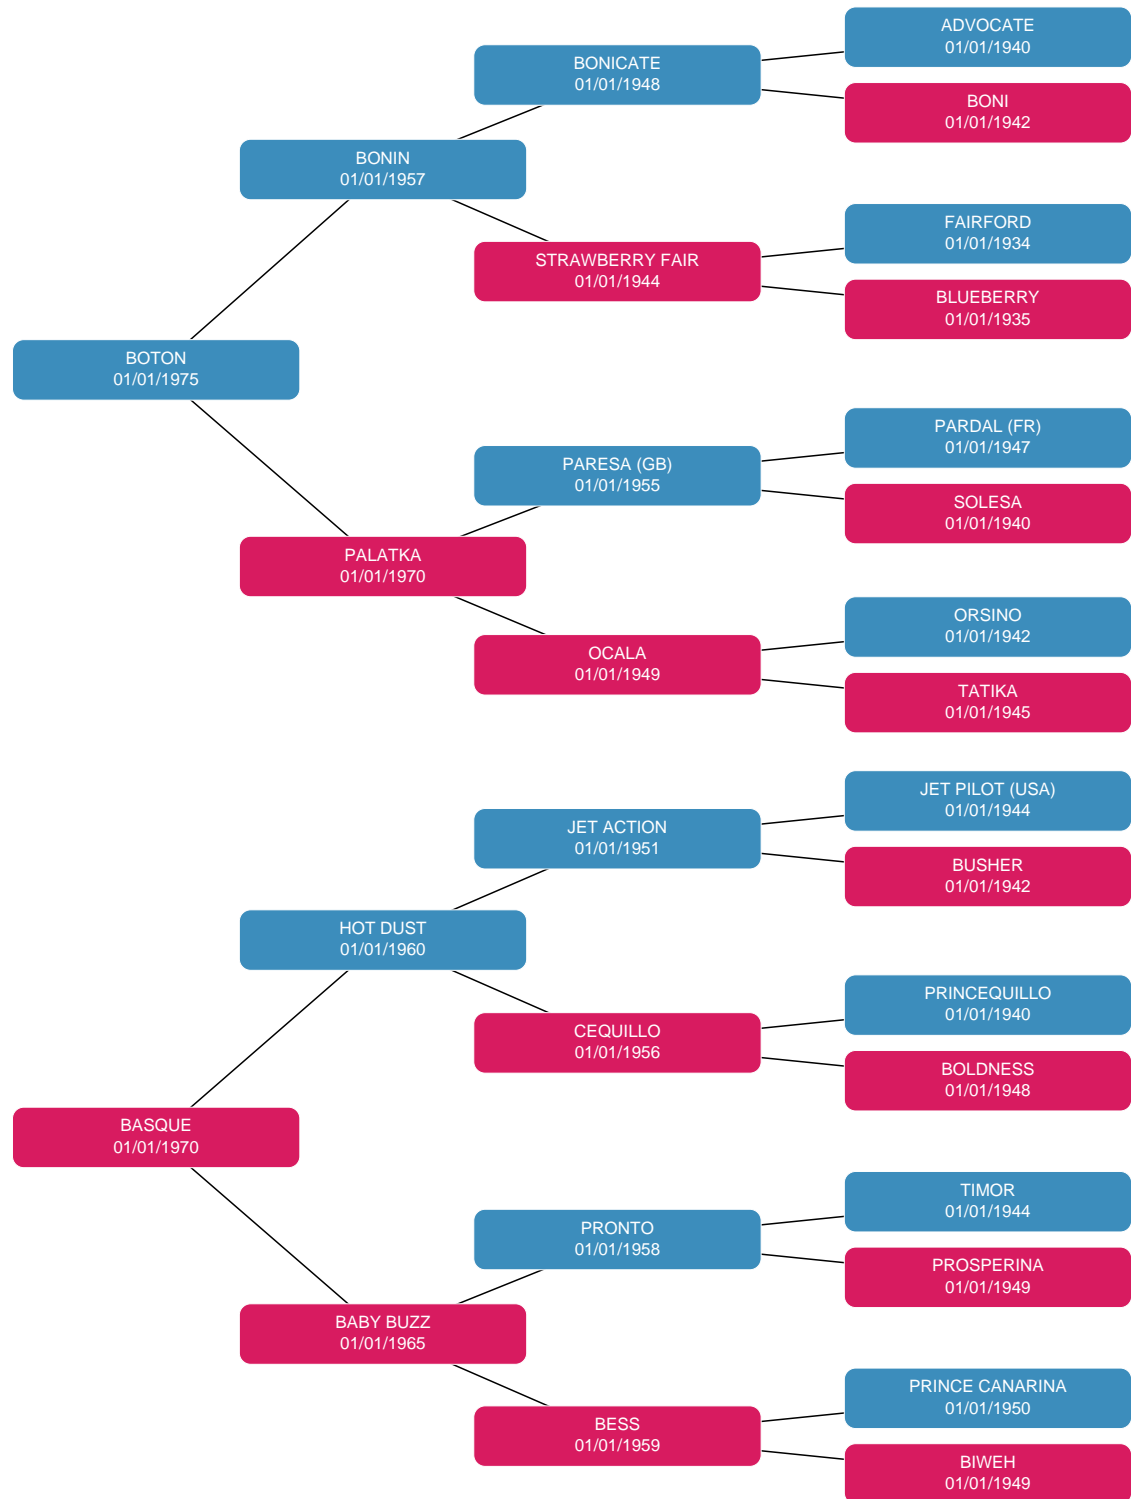 ADVOCATE
01/01/1940
BONICATE
01/01/1948
BONI
01/01/1942
BONIN
01/01/1957
FAIRFORD
01/01/1934
STRAWBERRY FAIR
01/01/1944
BLUEBERRY
01/01/1935
BOTON
01/01/1975
PARDAL (FR)
01/01/1947
PARESA (GB)
01/01/1955
SOLESA
01/01/1940
PALATKA
01/01/1970
ORSINO
01/01/1942
OCALA
01/01/1949
TATIKA
01/01/1945
JET PILOT (USA)
01/01/1944
JET ACTION
01/01/1951
BUSHER
01/01/1942
HOT DUST
01/01/1960
PRINCEQUILLO
01/01/1940
CEQUILLO
01/01/1956
BOLDNESS
01/01/1948
BASQUE
01/01/1970
TIMOR
01/01/1944
PRONTO
01/01/1958
PROSPERINA
01/01/1949
BABY BUZZ
01/01/1965
PRINCE CANARINA
01/01/1950
BESS
01/01/1959
BIWEH
01/01/1949